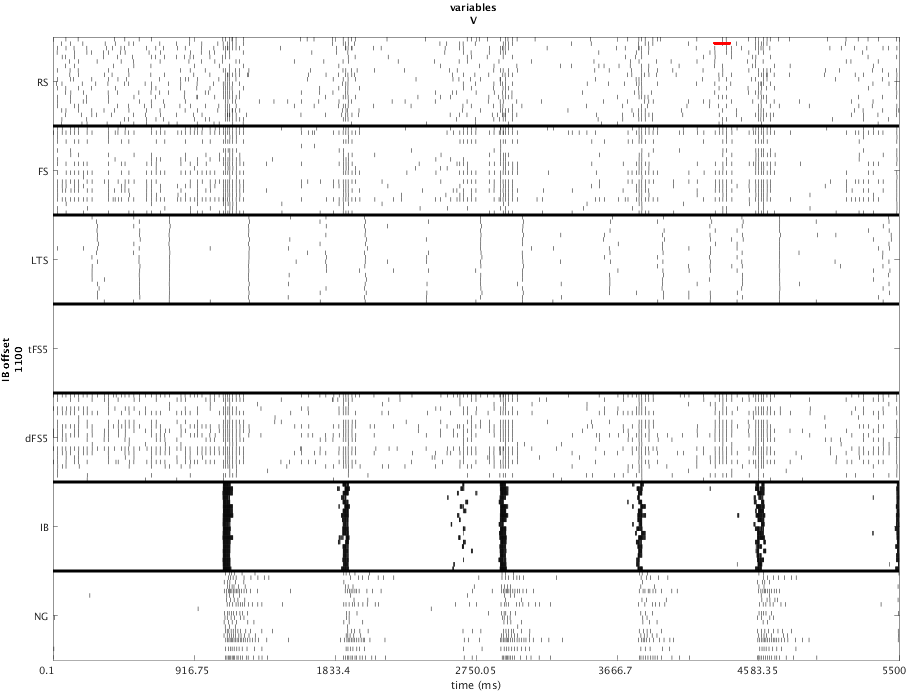 variables
V
RS
FS
LTS
tFS5
dFS5
IB
NG
IB offset
1100
0.1 916.75 1833.4 2750.05 3666.7 4583.35 5500
time (ms)